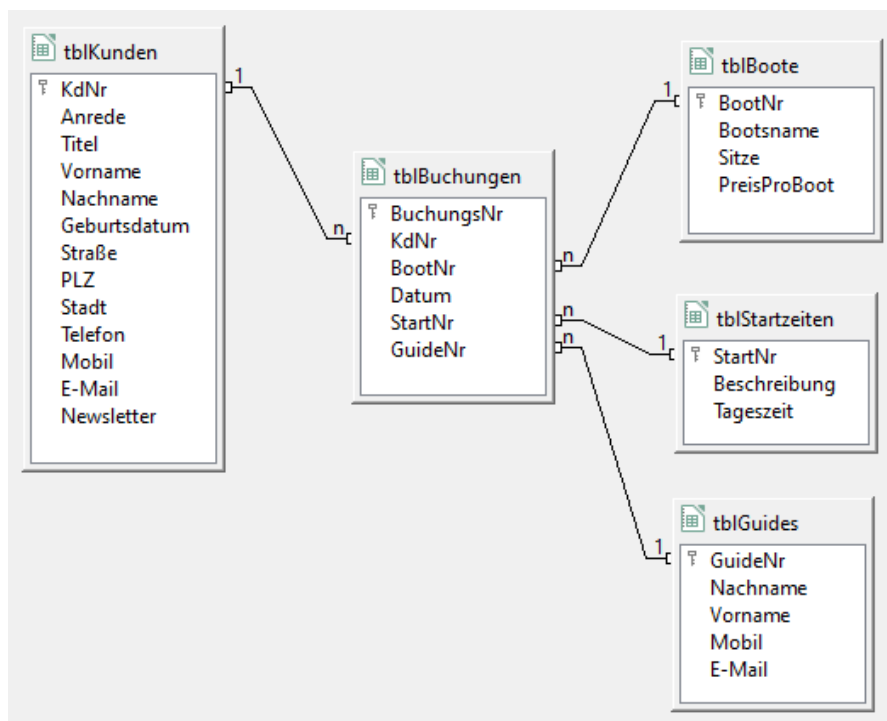 tblKunden
KdNr
Anrede
Titel
Vorname
Nachname
Geburtsdatum
Straße
PLZ
Stadt
Telefon
Mobil
E-Mail
Newsletter
1
n
tblBuchungen
BuchungsNr
KdNr
BootNr
Datum
StartNr
GuideNr
n
n
n
1
tblBoote
BootNr
Bootsname
Sitze
PreisProBoot
1
tblStartzeiten
StartNr
Beschreibung
Tageszeit
1
tblGuides
GuideNr
Nachname
Vorname
Mobil
E-Mail